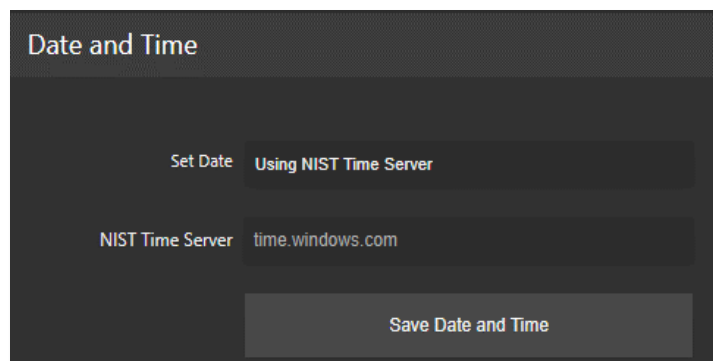 Date and Time
Set Date Using NIST Time Server
NIST Time Server time.windows.com
Save Date and Time